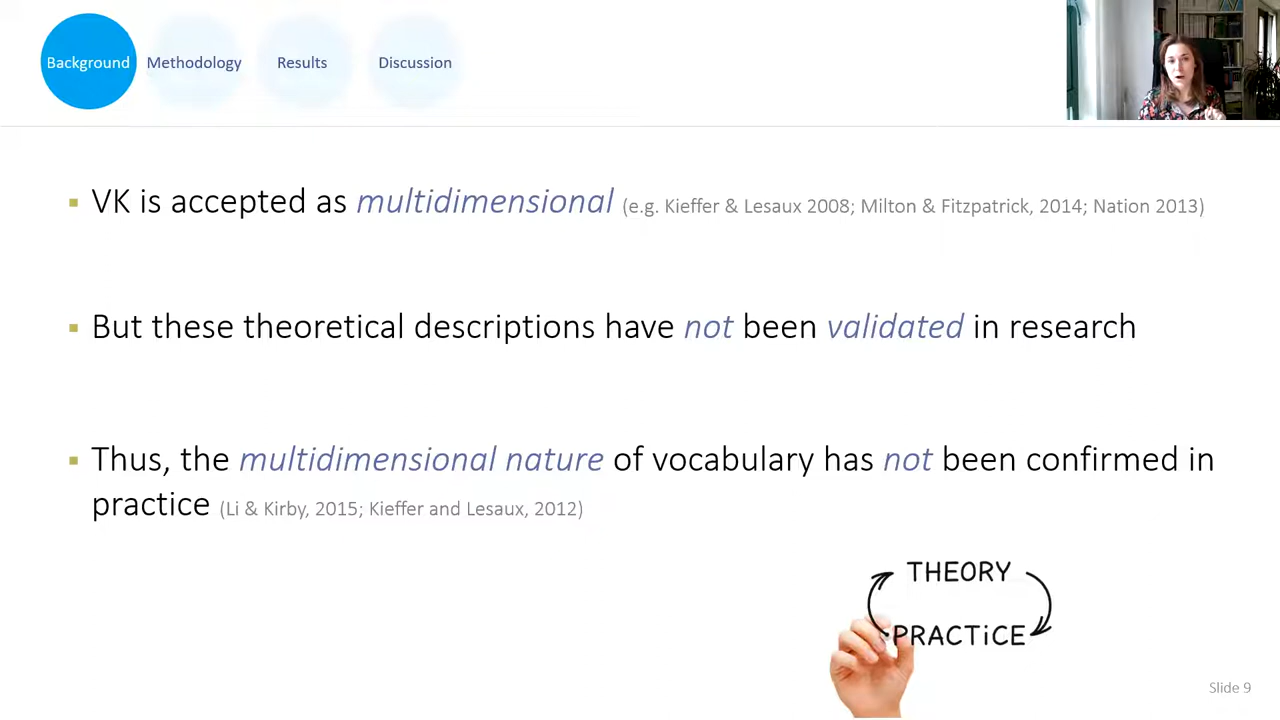 Background Methodology Results Discussion
VK is accepted as multidimensional (e.g. Kieffer & Lesaux 2008; Milton & Fitzpatrick, 2014; Nation 2013)
But these theoretical descriptions have not been validated in research
Thus, the multidimensional nature of vocabulary has not been confirmed in
practice (Li & Kirby, 2015; Kieffer and Lesaux, 2012)
THEORY
PRACTiCE
Slide 9